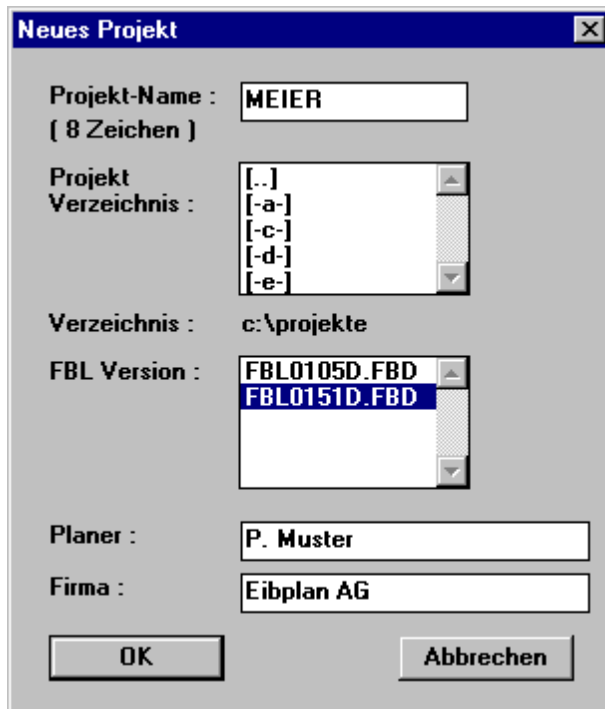 Neues Projekt
Projekt-Name : MEIER
( 8 Zeichen )
Projekt
Verzeichnis :
[..]
[-a-]
[-c-]
[-d-]
[-e-]
Verzeichnis : c:\projekte
FBL Version : FBL0105D.FBD
FBL0151D.FBD
Planer : P. Muster
Firma : Eibplan AG
OK Abbrechen